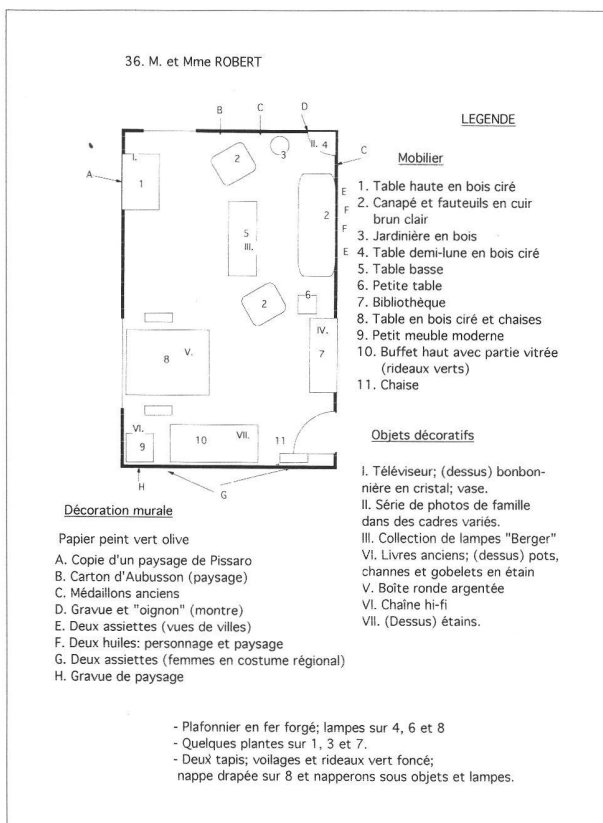 36. M. et Mme ROBERT
B
C
D
LEGENDE
A
I.
1
2
3
II. 4
C
E
F
F
E
2
5
III.
2
6
IV.
7
8
V.
VI.
9
10
VII.
11
H
G
Mobilier
1. Table haute en bois ciré
2. Canapé et fauteuils en cuir
brun clair
3. Jardinière en bois
4. Table demi-lune en bois ciré
5. Table basse
6. Petite table
7. Bibliothèque
8. Table en bois ciré et chaises
9. Petit meuble moderne
10. Buffet haut avec partie vitrée
(rideaux verts)
11. Chaise
Objets décoratifs
I. Téléviseur; (dessus) bonbon-
nière en cristal; vase.
II. Série de photos de famille
dans des cadres variés.
III. Collection de lampes "Berger"
VI. Livres anciens; (dessus) pots,
channes et gobelets en étain
V. Boîte ronde argentée
VI. Chaîne hi-fi
VII. (Dessus) étains.
Décoration murale
Papier peint vert olive
A. Copie d'un paysage de Pissaro
B. Carton d'Aubusson (paysage)
C. Médaillons anciens
D. Gravue et "oignon" (montre)
E. Deux assiettes (vues de villes)
F. Deux huiles: personnage et paysage
G. Deux assiettes (femmes en costume régional)
H. Gravue de paysage
- Plafonnier en fer forgé; lampes sur 4, 6 et 8
- Quelques plantes sur 1, 3 et 7.
- Deux tapis; voilages et rideaux vert foncé;
nappe drapée sur 8 et napperons sous objets et lampes.